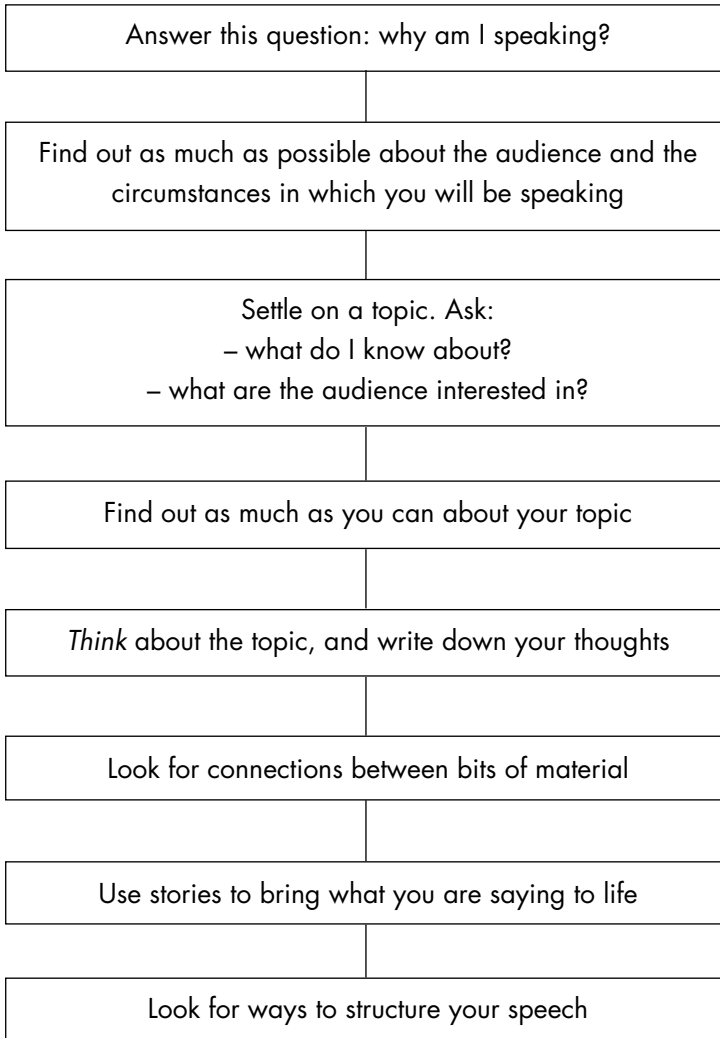 Answer this question: why am I speaking?
Find out as much as possible about the audience and the
circumstances in which you will be speaking
Settle on a topic. Ask:
– what do I know about?
– what are the audience interested in?
Find out as much as you can about your topic
Think about the topic, and write down your thoughts
Look for connections between bits of material
Use stories to bring what you are saying to life
Look for ways to structure your speech